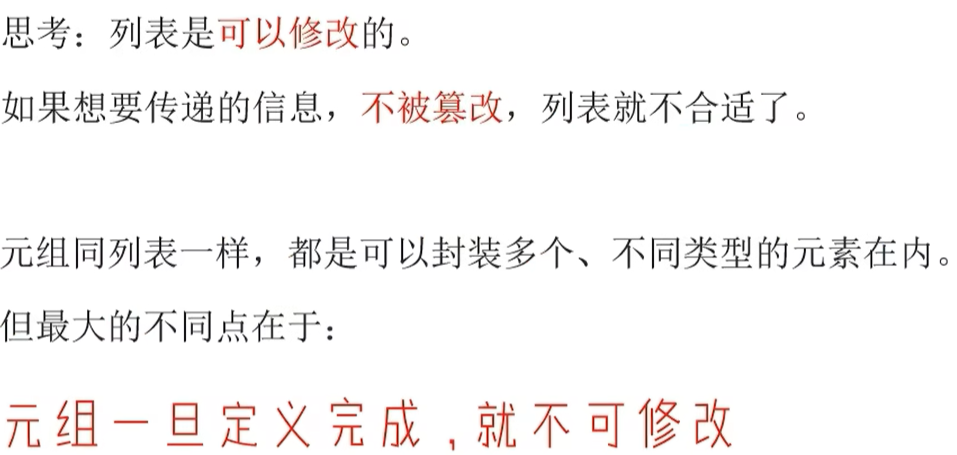 思考：列表是可以修改的。
如果想要传递的信息，不被篡改，列表就不合适了。
元组同列表一样，都是可以封装多个、不同类型的元素在内。
但最大的不同点在于：
元组一旦定义完成，就不可修改